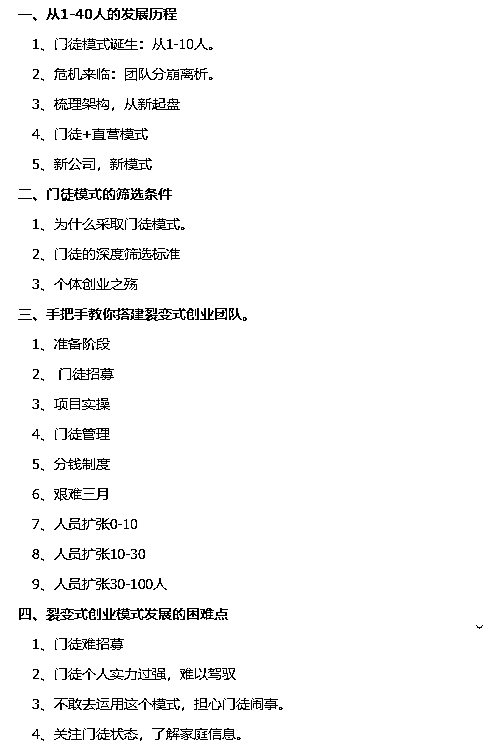 一、从1-40人的发展历程
1、门徒模式诞生：从1-10人。
2、危机来临：团队分崩离析。
3、梳理架构，从新起盘
4、门徒+直营模式
5、新公司，新模式
二、门徒模式的筛选条件
1、为什么采取门徒模式。
2、门徒的深度筛选标准
3、个体创业之殇
三、手把手教你搭建裂变式创业团队。
1、准备阶段
2、 门徒招募
3、项目实操
4、门徒管理
5、分钱制度
6、艰难三月
7、人员扩张0-10
8、人员扩张10-30
9、人员扩张30-100人
四、裂变式创业模式发展的困难点
1、门徒难招募
2、门徒个人实力过强，难以驾驭
3、不敢去运用这个模式，担心门徒闹事。
4、关注门徒状态，了解家庭信息。